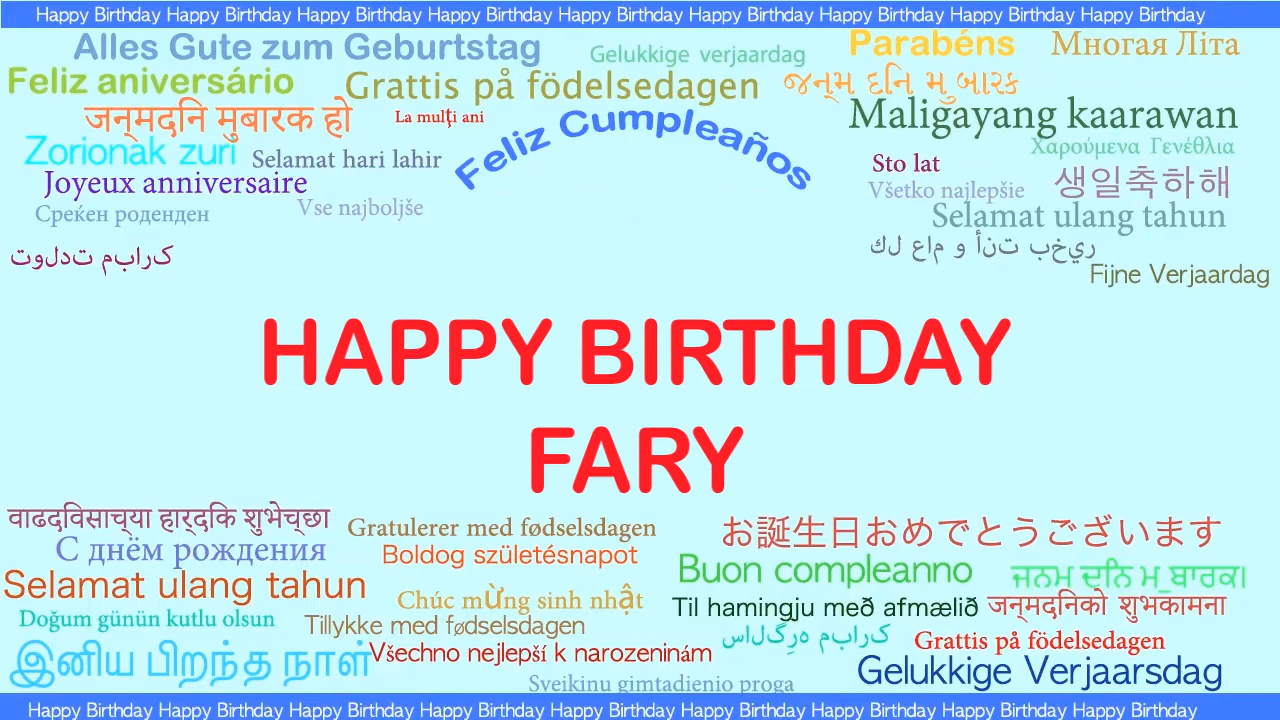 Happy Birthday Happy Birthday Happy Birthday Happy Birthday Happy Birthday Happy Birthday Happy Birthday Happy Birthday Happy Birthday
Alles Gute zum Geburtstag
Gelukkige verjaardag
Parabéns
Многая Літа
Feliz aniversário
Grattis på födelsedagen
જન્મ દિન મુબારક
जन्मदिन मुबारक हो
La mulţi ani
Feliz Cumpleaños
Maligayang kaarawan
Zorionak zuri
Selamat hari lahir
Χαρούμενα Γενέθλια
Sto lat
Joyeux anniversaire
Všetko najlepšie
생일축하해
Среќен роденден
Vse najboljše
Selamat ulang tahun
تولدت مبارک
كل عام و أنت بخير
Fijne Verjaardag
HAPPY BIRTHDAY
FARY
वाढदिवसाच्या हार्दिक शुभेच्छा
Gratulerer med fødselsdagen
お誕生日おめでとうございます
С днём рождения
Boldog születésnapot
Buon compleanno
ਜਨਮ ਦਿਨ ਮੁਬਾਰਕ।
Selamat ulang tahun
Chúc mừng sinh nhật
Til hamingju með afmælið
जन्मदिनको शुभकामना
Doğum günün kutlu olsun
Tillykke med fødselsdagen
سالگرہ مبارک
Grattis på födelsedagen
இனிய பிறந்த நாள்
Všechno nejlepší k narozeninám
Gelukkige Verjaarsdag
Sveikinu gimtadienio proga
Happy Birthday Happy Birthday Happy Birthday Happy Birthday Happy Birthday Happy Birthday Happy Birthday Happy Birthday Happy Birthday